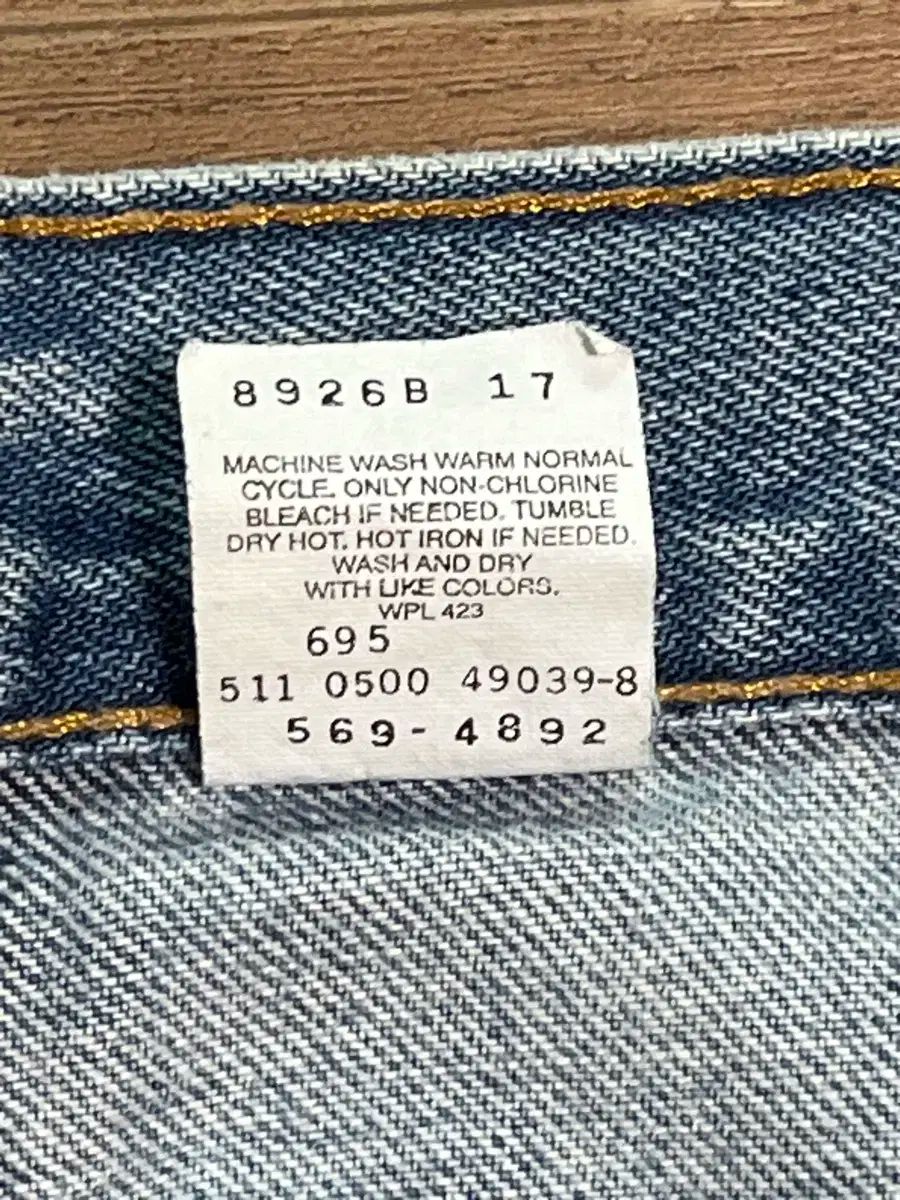 8926B 17
MACHINE WASH WARM NORMAL
CYCLE. ONLY NON-CHLORINE
BLEACH IF NEEDED. TUMBLE
DRY HOT. HOT IRON IF NEEDED.
WASH AND DRY
WITH LIKE COLORS.
WPL 423
695
511 0500 49039-8
569-4892